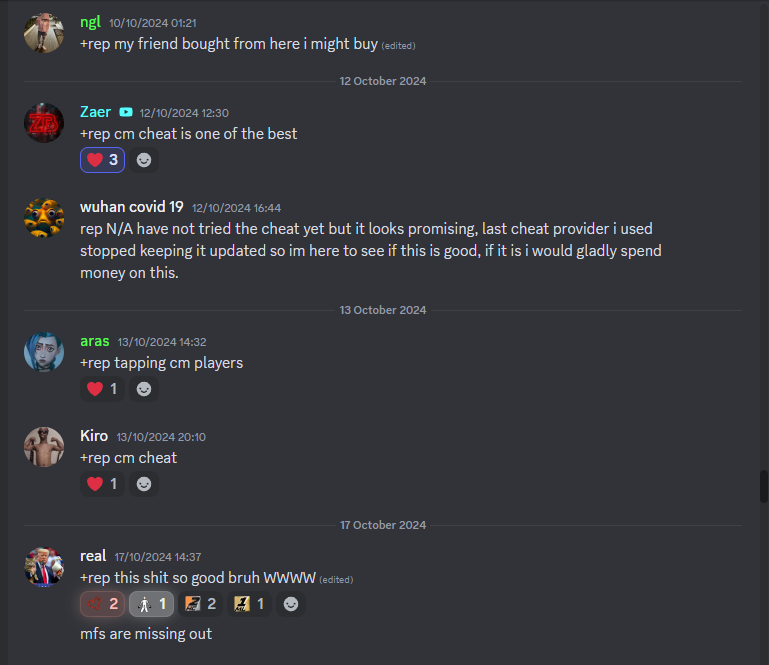 ngl 10/10/2024 01:21
+rep my friend bought from here i might buy (edited)
12 October 2024
Zaer 12/10/2024 12:30
+rep cm cheat is one of the best
3
wuhan covid 19 12/10/2024 16:44
rep N/A have not tried the cheat yet but it looks promising, last cheat provider i used
stopped keeping it updated so im here to see if this is good, if it is i would gladly spend
money on this.
13 October 2024
aras 13/10/2024 14:32
+rep tapping cm players
1
Kiro 13/10/2024 20:10
+rep cm cheat
1
17 October 2024
real 17/10/2024 14:37
+rep this shit so good bruh WWWW (edited)
2 1 2 1
mfs are missing out